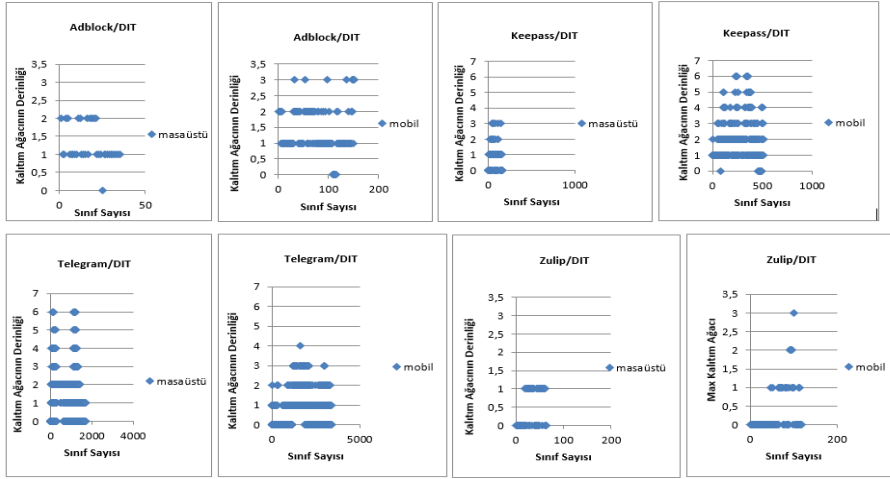 Adblock/DIT
Kalıtım Ağacının Derinliği
3,5
3
2,5
2
1,5
1
0,5
0
0
50
Sınıf Sayısı
masaüstü
Adblock/DIT
Kalıtım Ağacının Derinliği
3,5
3
2,5
2
1,5
1
0,5
0
0
100
200
Sınıf Sayısı
mobil
Keepass/DIT
Kalıtım Ağacının Derinliği
7
6
5
4
3
2
1
0
0
1000
Sınıf Sayısı
masaüstü
Keepass/DIT
Kalıtım Ağacının Derinliği
7
6
5
4
3
2
1
0
0
500
1000
Sınıf Sayısı
mobil
Telegram/DIT
Kalıtım Ağacının Derinliği
7
6
5
4
3
2
1
0
0
2000
4000
Sınıf Sayısı
masaüstü
Telegram/DIT
Kalıtım Ağacının Derinliği
7
6
5
4
3
2
1
0
0
5000
Sınıf Sayısı
mobil
Zulip/DIT
Kalıtım Ağacının Derinliği
3,5
3
2,5
2
1,5
1
0,5
0
0
100
200
Sınıf Sayısı
masaüstü
Zulip/DIT
Max Kalıtım Ağacı
3,5
3
2,5
2
1,5
1
0,5
0
0
200
Sınıf Sayısı
mobil